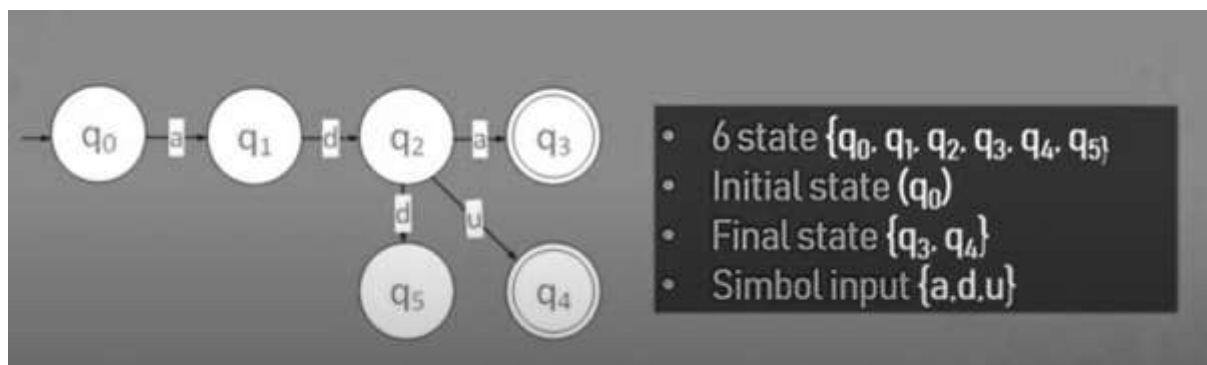 q₀ a q₁ d q₂ a q₃
d u
q₅ q₄
• 6 state {q₀. q₁. q₂. q₃. q₄. q₅}
• Initial state (q₀)
• Final state {q₃. q₄}
• Simbol input {a,d,u}